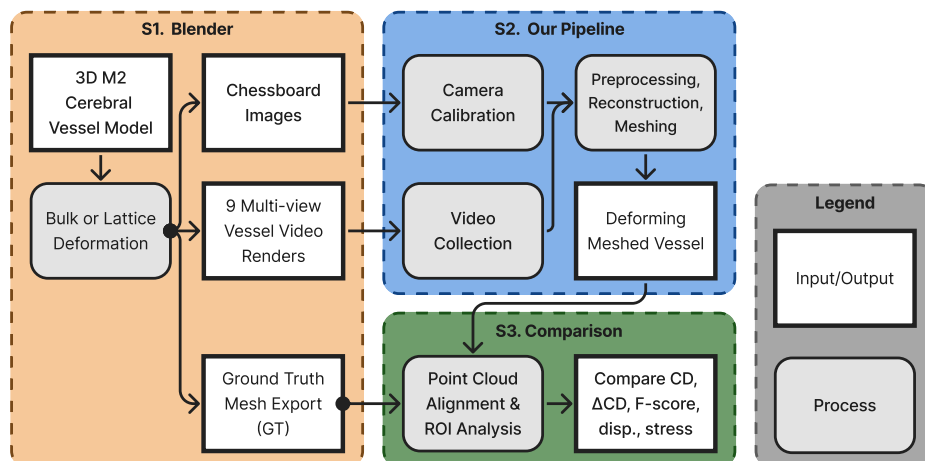 S1. Blender
3D M2
Cerebral
Vessel Model
Chessboard
Images
Bulk or Lattice
Deformation
9 Multi-view
Vessel Video
Renders
Ground Truth
Mesh Export
(GT)
S2. Our Pipeline
Camera
Calibration
Preprocessing,
Reconstruction,
Meshing
Video
Collection
Deforming
Meshed Vessel
S3. Comparison
Point Cloud
Alignment &
ROI Analysis
Compare CD,
ΔCD, F-score,
disp., stress
Legend
Input/Output
Process